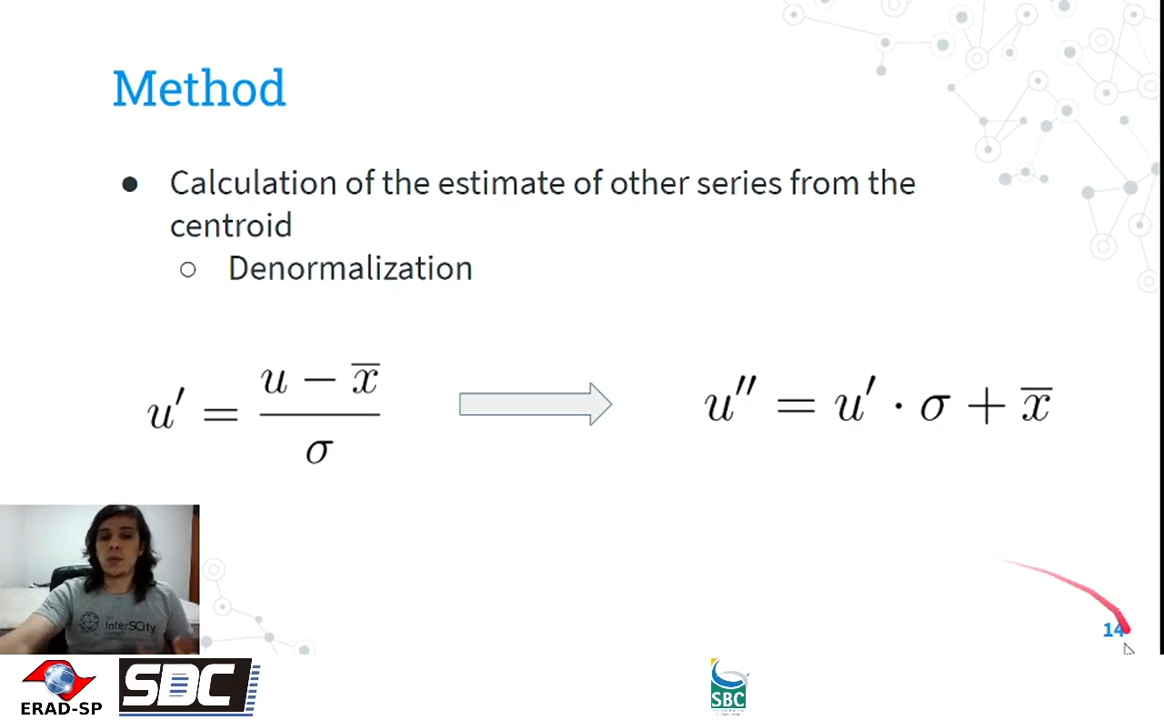 Method
● Calculation of the estimate of other series from the
centroid
○ Denormalization
u′ = (u − x̅) / σ
u″ = u′ · σ + x̅
InterSCity
14
ERAD-SP
SBC
SBC